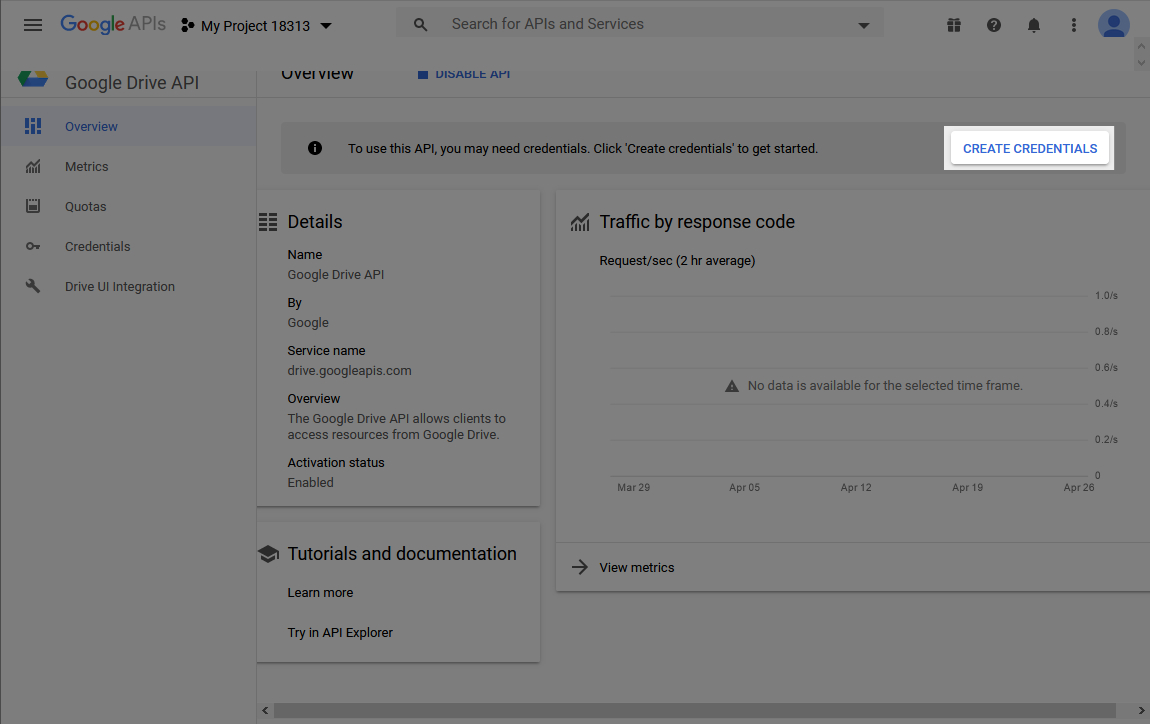 Google APIs
My Project 18313
Search for APIs and Services
Google Drive API
Overview
DISABLE API
Overview
Metrics
Quotas
Credentials
Drive UI Integration
To use this API, you may need credentials. Click 'Create credentials' to get started.
CREATE CREDENTIALS
Details
Name
Google Drive API
By
Google
Service name
drive.googleapis.com
Overview
The Google Drive API allows clients to
access resources from Google Drive.
Activation status
Enabled
Tutorials and documentation
Learn more
Try in API Explorer
Traffic by response code
Request/sec (2 hr average)
1.0/s
0.8/s
0.6/s
No data is available for the selected time frame.
0.4/s
0.2/s
0
Mar 29 Apr 05 Apr 12 Apr 19 Apr 26
View metrics